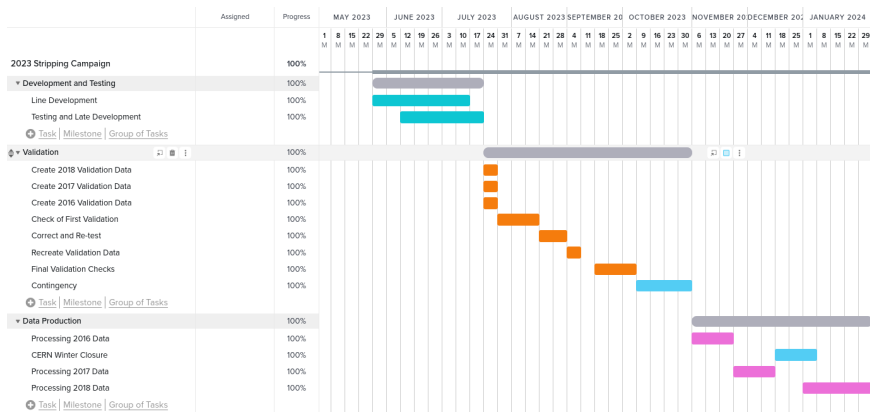 Assigned Progress MAY 2023 JUNE 2023 JULY 2023 AUGUST 2023 SEPTEMBER 20 OCTOBER 2023 NOVEMBER 20 DECEMBER 202 JANUARY 2024
1 8 15 22 29 5 12 19 26 3 10 17 24 31 7 14 21 28 4 11 18 25 2 9 16 23 30 6 13 20 27 4 11 18 25 1 8 15 22 29
M M M M M M M M M M M M M M M M M M M M M M M M M M M M M M M M M M M M M M M M
2023 Stripping Campaign 100%
Development and Testing 100%
Line Development 100%
Testing and Late Development 100%
Task | Milestone | Group of Tasks
Validation 100%
Create 2018 Validation Data 100%
Create 2017 Validation Data 100%
Create 2016 Validation Data 100%
Check of First Validation 100%
Correct and Re-test 100%
Recreate Validation Data 100%
Final Validation Checks 100%
Contingency 100%
Task | Milestone | Group of Tasks
Data Production 100%
Processing 2016 Data 100%
CERN Winter Closure 100%
Processing 2017 Data 100%
Processing 2018 Data 100%
Task | Milestone | Group of Tasks